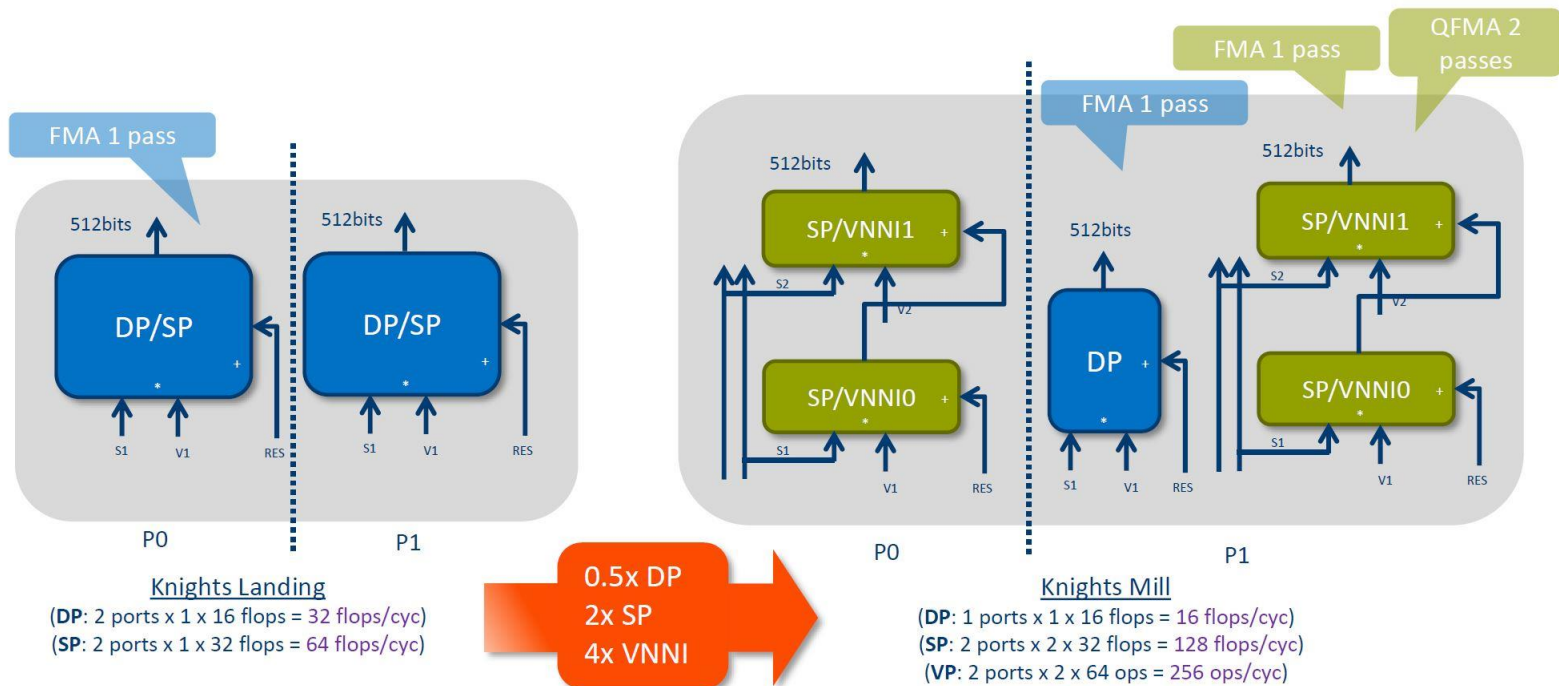 FMA 1 pass
512bits
DP/SP
+
*
S1
V1
RES
P0
512bits
DP/SP
+
*
S1
V1
RES
P1
Knights Landing
(DP: 2 ports x 1 x 16 flops = 32 flops/cyc)
(SP: 2 ports x 1 x 32 flops = 64 flops/cyc)
0.5x DP
2x SP
4x VNNI
512bits
SP/VNNI1
+
*
S2
V2
SP/VNNI0
+
*
S1
V1
RES
P0
FMA 1 pass
512bits
DP
+
*
S1
V1
RES
FMA 1 pass
QFMA 2
passes
512bits
SP/VNNI1
+
*
S2
V2
SP/VNNI0
+
*
S1
V1
RES
P1
Knights Mill
(DP: 1 ports x 1 x 16 flops = 16 flops/cyc)
(SP: 2 ports x 2 x 32 flops = 128 flops/cyc)
(VP: 2 ports x 2 x 64 ops = 256 ops/cyc)